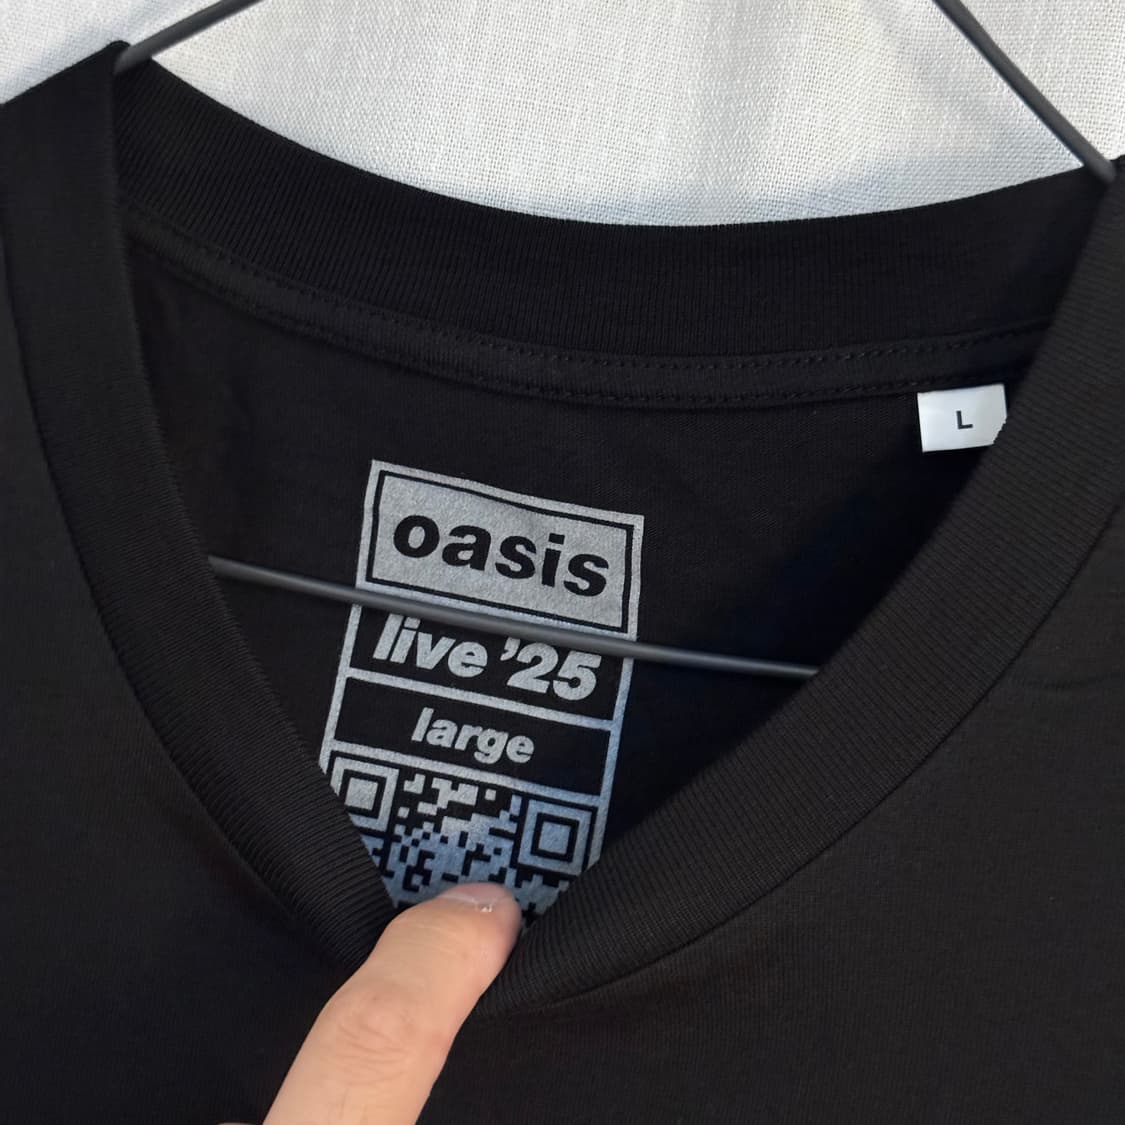 L
oasis
live ’25
large